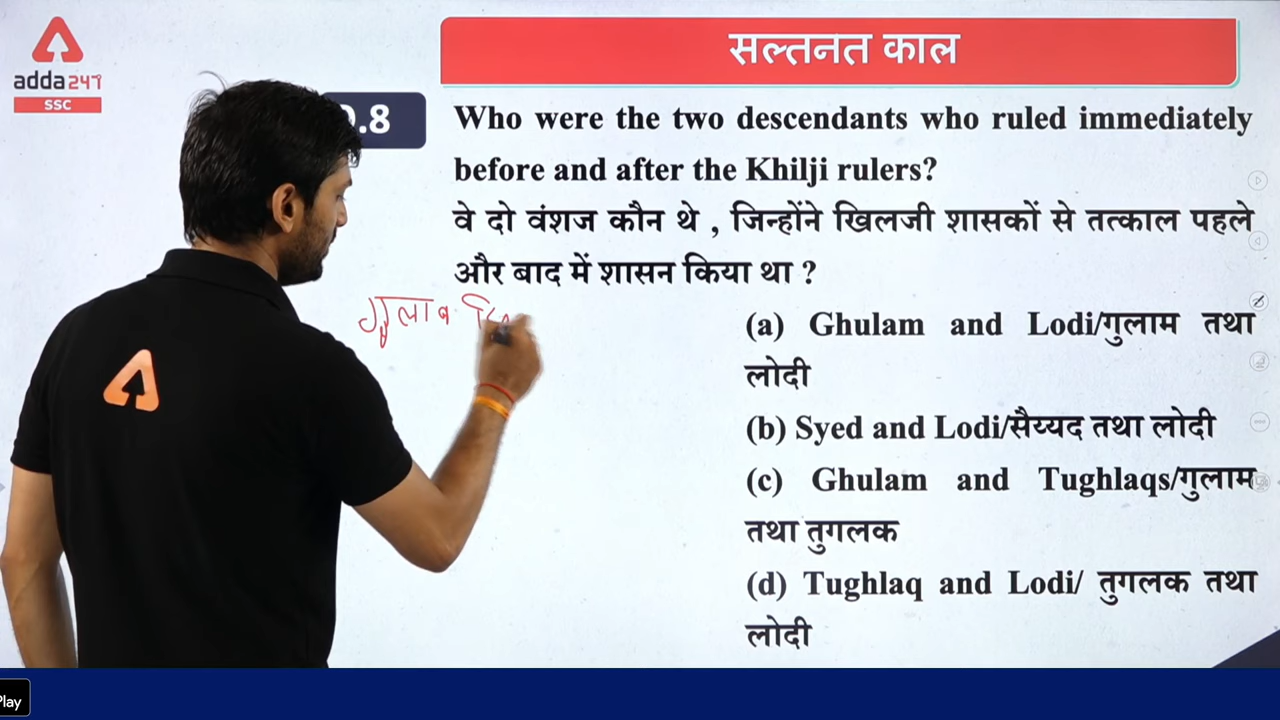 सल्तनत काल
adda247
SSC
.8
Who were the two descendants who ruled immediately
before and after the Khilji rulers?
वे दो वंशज कौन थे , जिन्होंने खिलजी शासकों से तत्काल पहले
और बाद में शासन किया था ?
गुलाब
(a) Ghulam and Lodi/गुलाम तथा
लोदी
(b) Syed and Lodi/सैय्यद तथा लोदी
(c) Ghulam and Tughlaqs/गुलाम
तथा तुगलक
(d) Tughlaq and Lodi/ तुगलक तथा
लोदी
Play